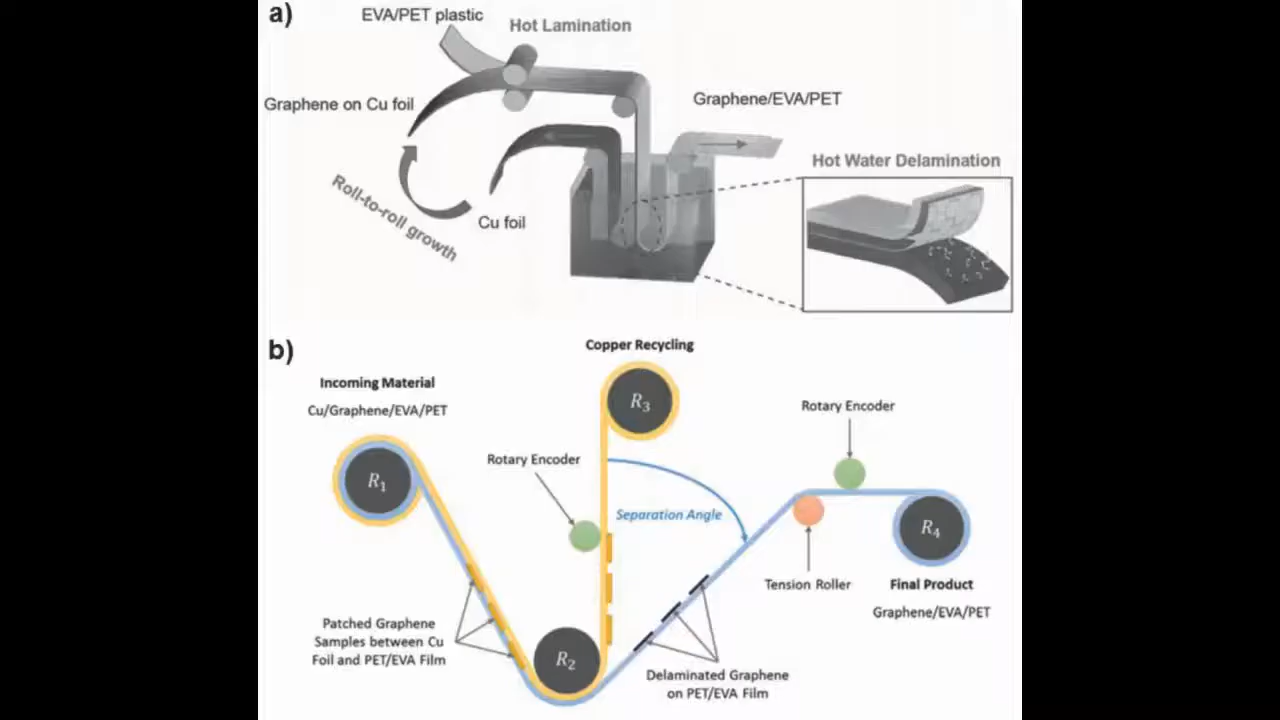 a)
EVA/PET plastic
Hot Lamination
Graphene on Cu foil
Graphene/EVA/PET
Hot Water Delamination
Roll-to-roll growth
Cu foil
b)
Copper Recycling
Incoming Material
Cu/Graphene/EVA/PET
R3
Rotary Encoder
Rotary Encoder
R1
Separation Angle
R4
Tension Roller
Final Product
Graphene/EVA/PET
Patched Graphene
Samples between Cu
Foil and PET/EVA Film
R2
Delaminated Graphene
on PET/EVA Film